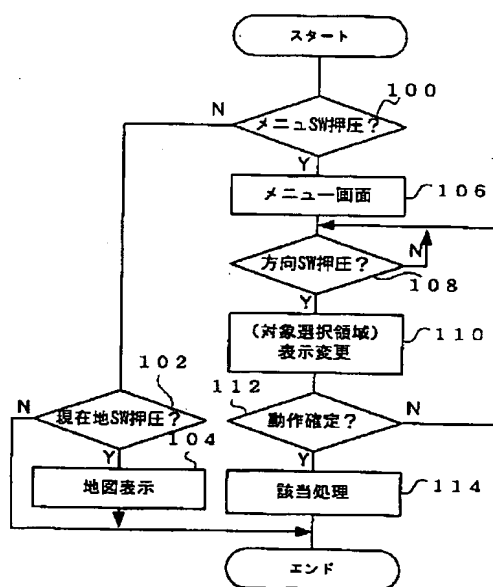 スタート
100
N
メニュSW押圧?
Y
メニュー画面
106
方向SW押圧?
N
108
Y
(対象選択領域)
表示変更
110
102
112
N
現在地SW押圧?
動作確定?
N
Y
104
Y
地図表示
該当処理
114
エンド